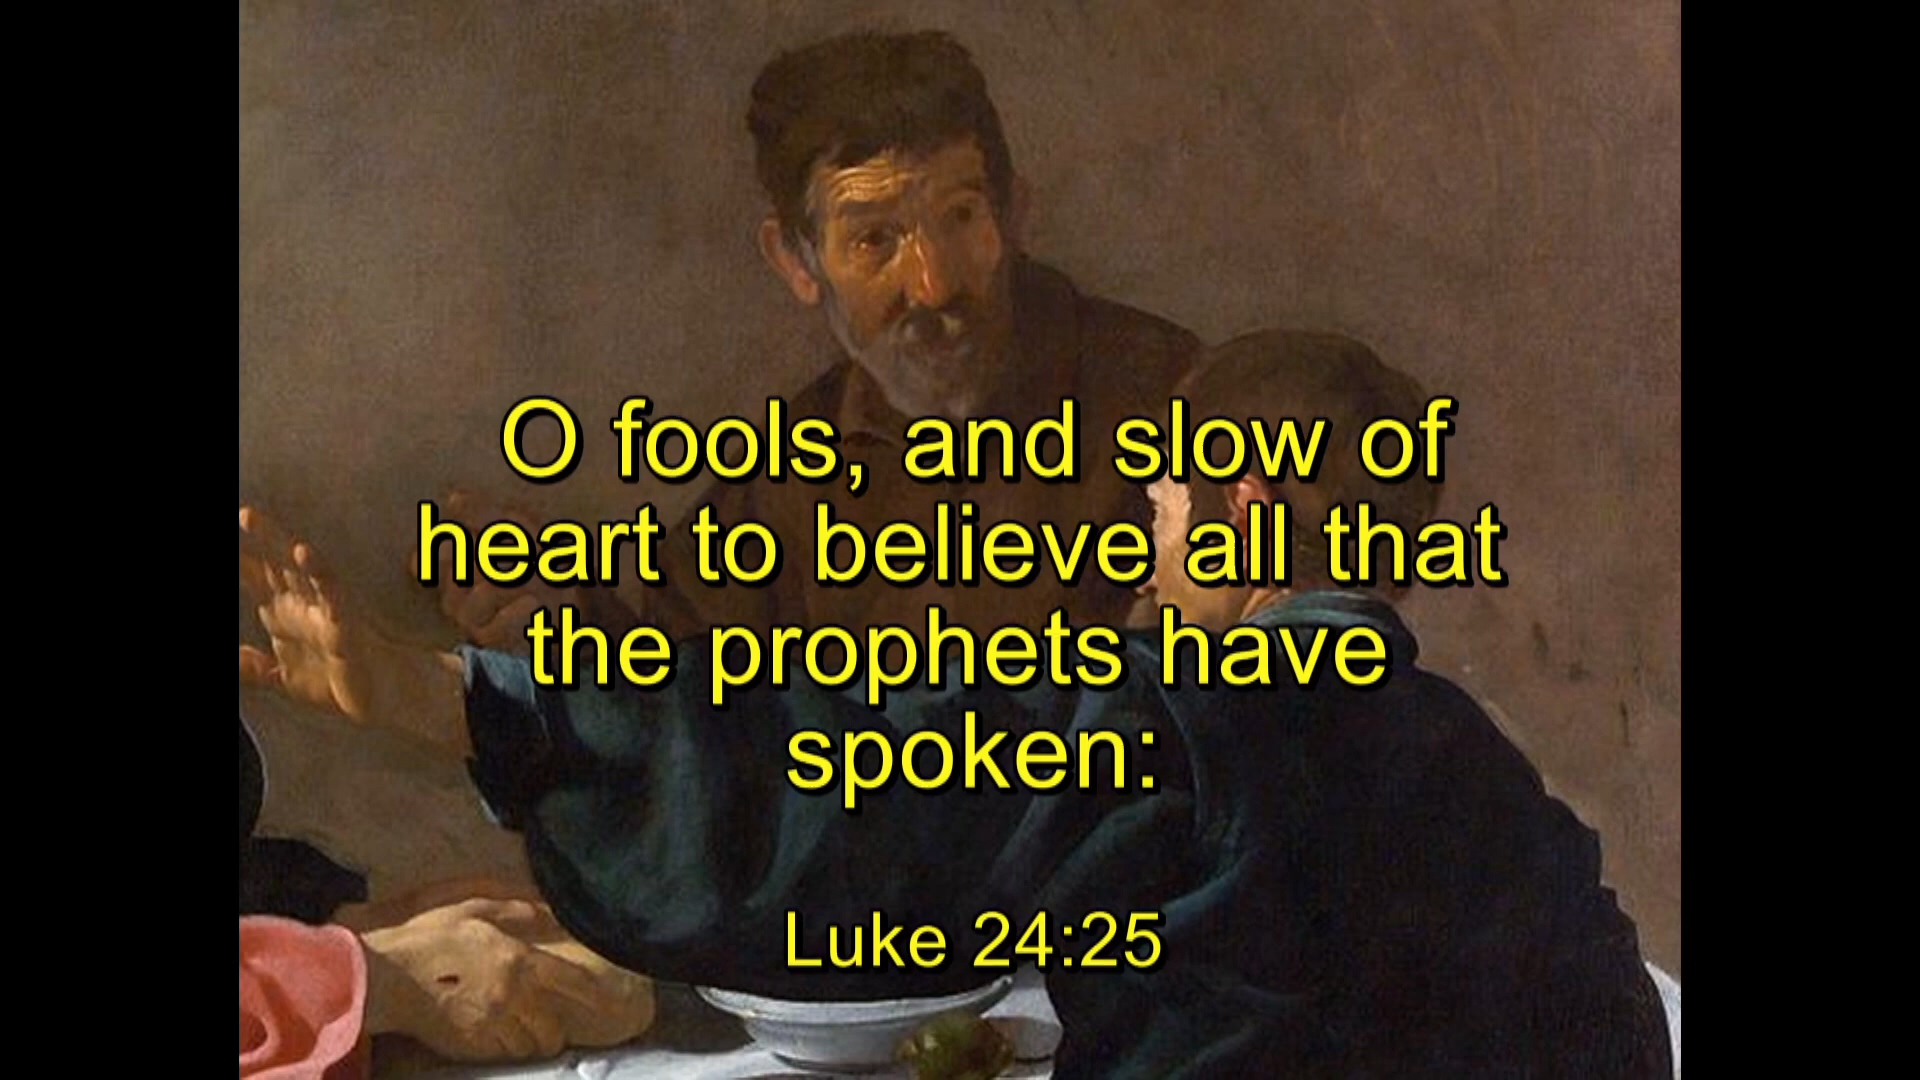 O fools, and slow of
heart to believe all that
the prophets have
spoken:
Luke 24:25